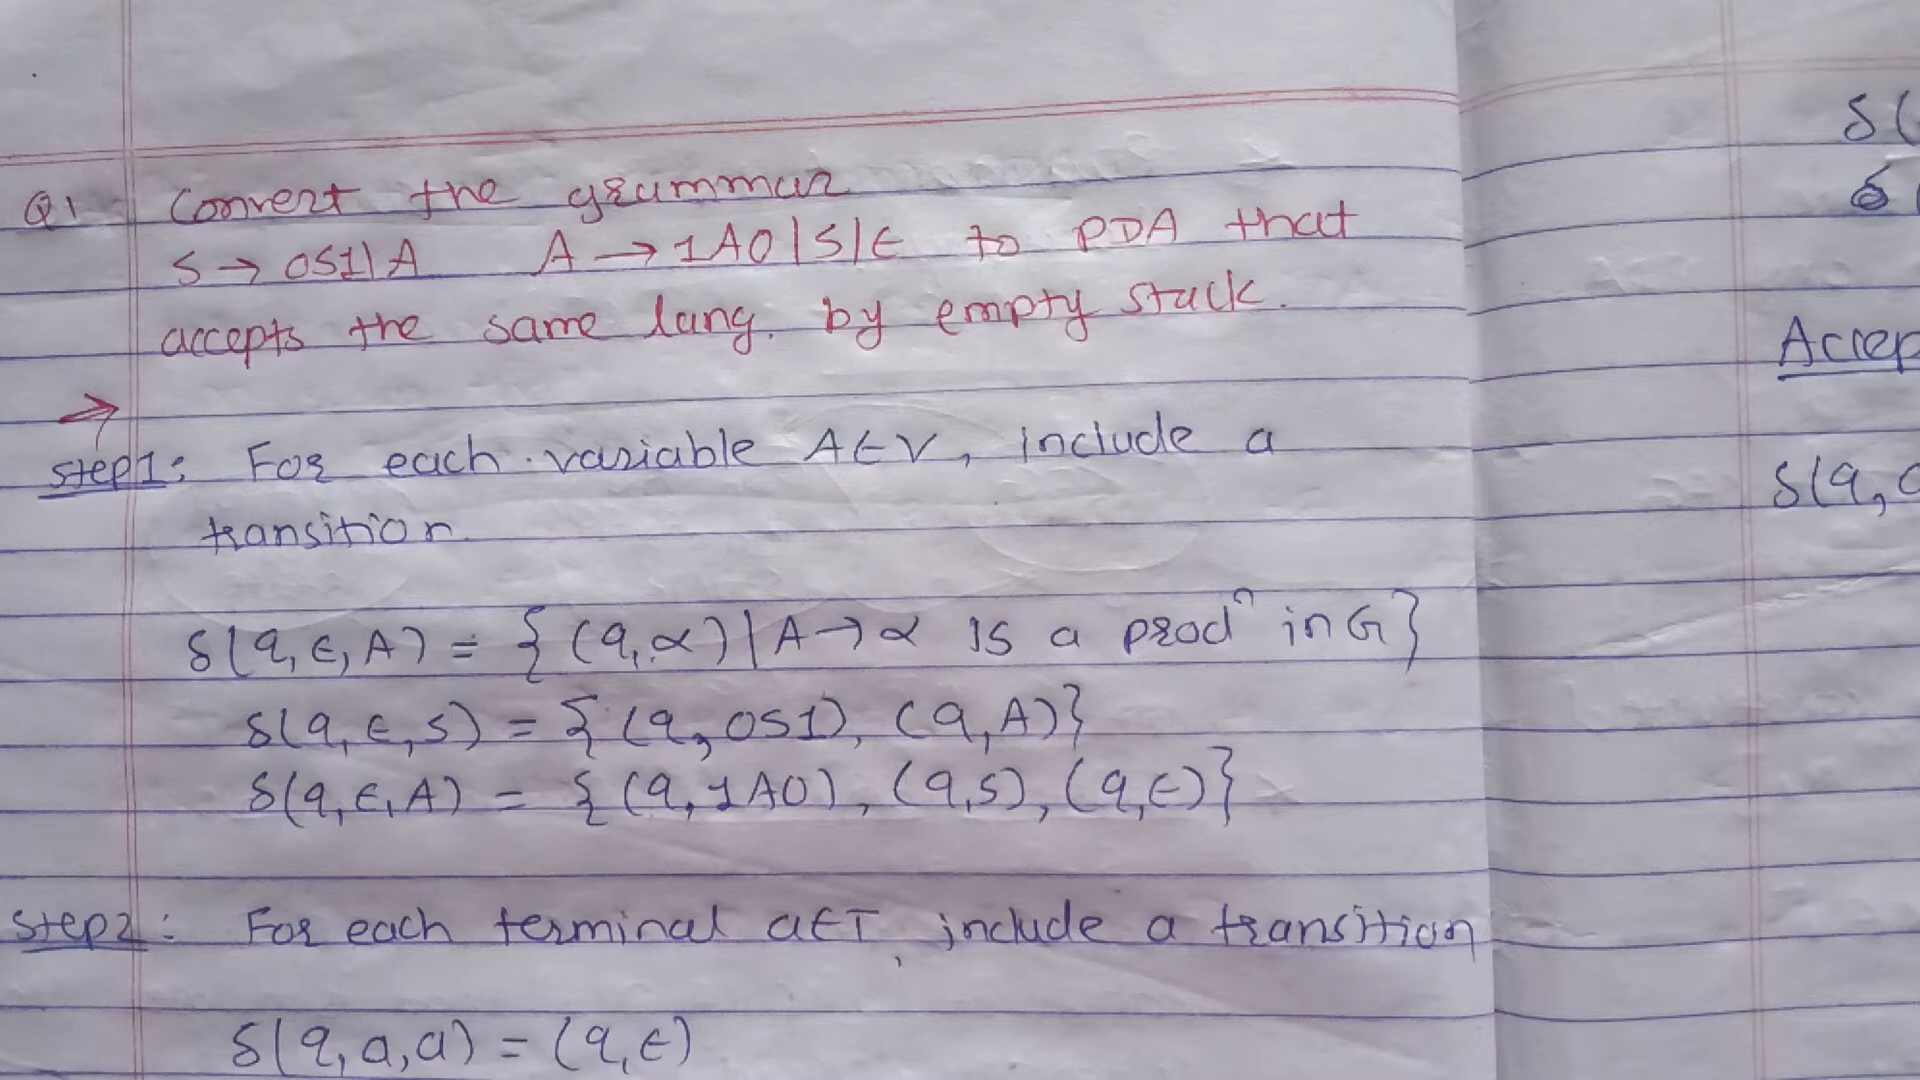 Q1 Convert the grammar
S → 0S1|A A → 1A0|S|ϵ to PDA that
accepts the same lang. by empty stack.
Step1: For each variable A∈V, include a
transition
δ(q,ϵ,A) = {(q,α)|A→α is a prodⁿ in G}
δ(q,ϵ,S) = {(q,0S1), (q,A)}
δ(q,ϵ,A) = {(q,1A0), (q,S), (q,ϵ)}
Step2: For each terminal a∈T, include a transition
δ(q,a,a) = (q,ϵ)
δ(
δ(
Accep
δ(q,